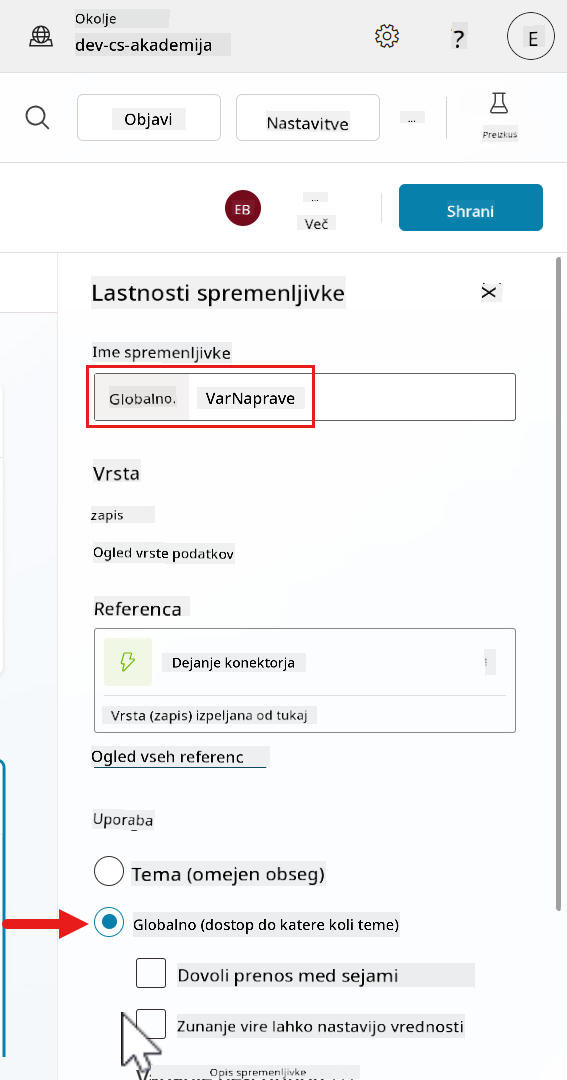 Okolje
dev-cs-akademija
?
E
Objavi
Nastavitve
...
Preizkus
EB
...
Več
Shrani
Lastnosti spremenljivke
Ime spremenljivke
Globalno.
VarNaprave
Vrsta
zapis
Ogled vrste podatkov
Referenca
Dejanje konektorja
Vrsta (zapis) izpeljana od tukaj
Ogled vseh referenc
Uporaba
Tema (omejen obseg)
Globalno (dostop do katere koli teme)
Dovoli prenos med sejami
Zunanje vire lahko nastavijo vrednosti
Opis spremenljivke